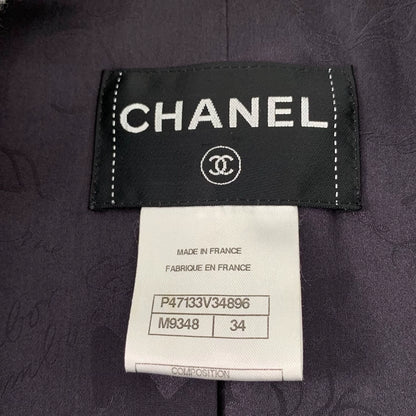 CHANEL
MADE IN FRANCE
FABRIQUE EN FRANCE
P47133V34896
M9348 34
COMPOSITION